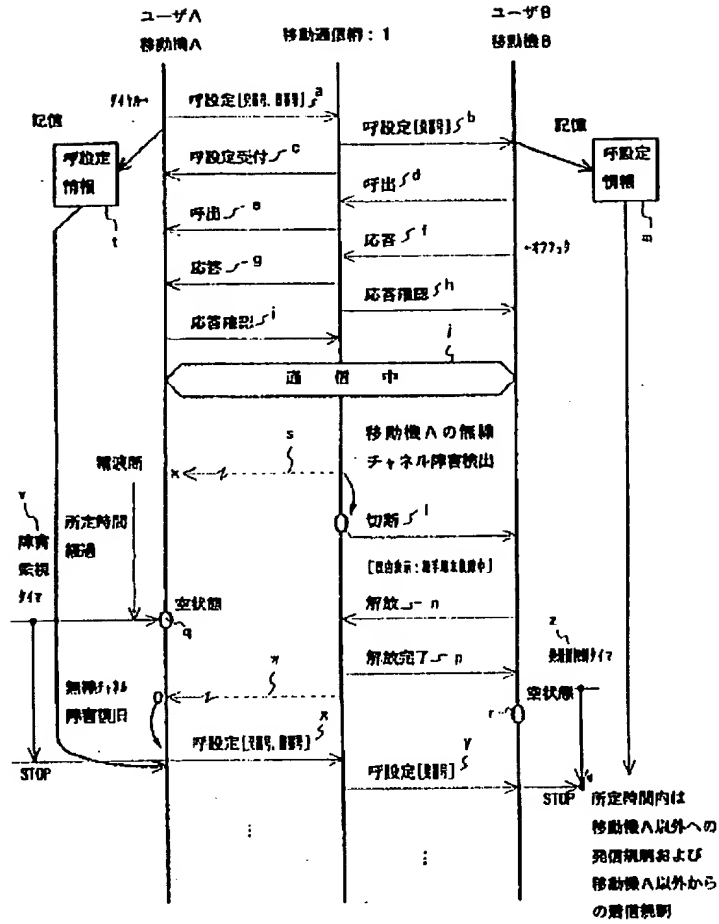 ユーザA
移動機A
移動通信網:1
ユーザB
移動機B
ダイヤル→
記憶
呼設定情報
t
呼設定[ ] a
呼設定[ ] b
記憶
呼設定情報
m
呼設定受付 c
呼出 d
呼出 e
応答 f
←オフフック
応答 g
応答確認 h
応答確認 i
j
通信中
s
移動機Aの無線
チャネル障害検出
×
電波断
切断 l
v
障害
監視
タイマ
所定時間
経過
空状態
q
解放 n
z
解放完了 p
空状態
r
無線チャネル
障害復旧
呼設定[ ] x
呼設定[ ] y
STOP
STOP
所定時間内は
移動機A以外への
発信規制および
移動機A以外から
の着信規制